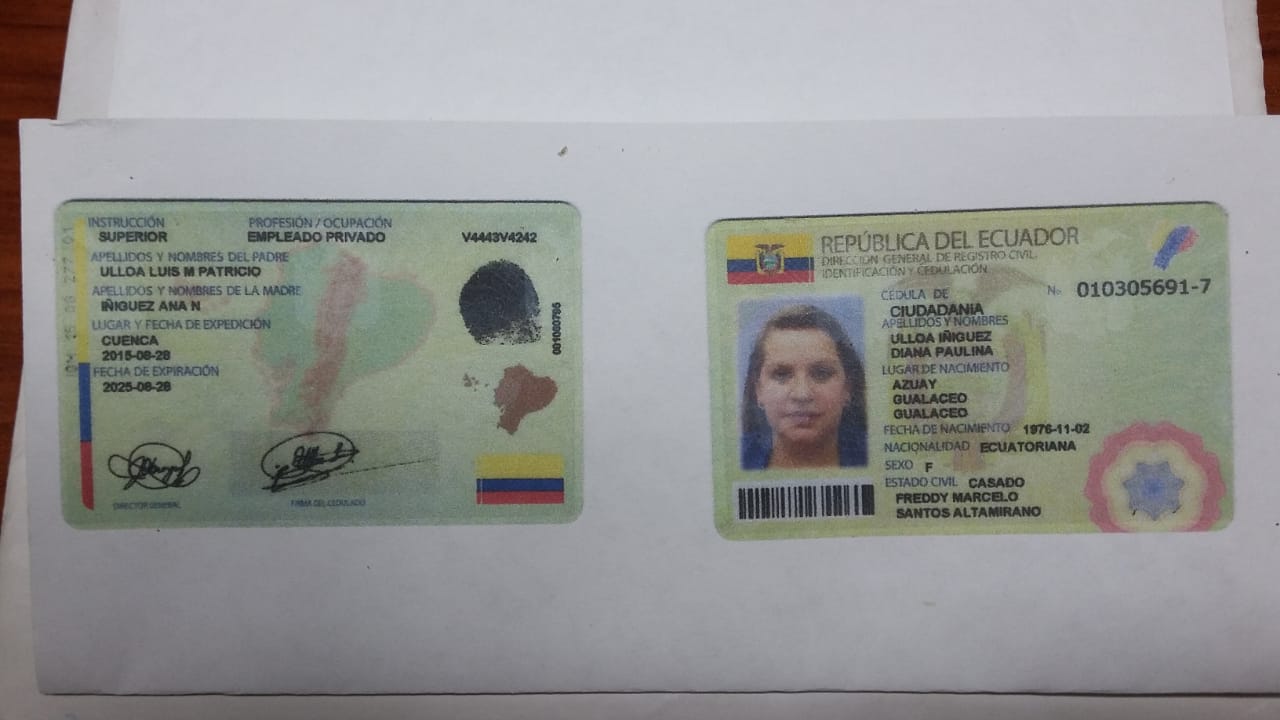 INSTRUCCIÓN PROFESIÓN / OCUPACIÓN
SUPERIOR EMPLEADO PRIVADO V4443V4242
APELLIDOS Y NOMBRES DEL PADRE
ULLOA LUIS M PATRICIO
APELLIDOS Y NOMBRES DE LA MADRE
IÑIGUEZ ANA N
LUGAR Y FECHA DE EXPEDICIÓN
CUENCA
2015-08-28
FECHA DE EXPIRACIÓN
2025-08-28
DIRECTOR GENERAL FIRMA DEL CEDULADO
REPÚBLICA DEL ECUADOR
DIRECCIÓN GENERAL DE REGISTRO CIVIL,
IDENTIFICACIÓN Y CEDULACIÓN
CÉDULA DE No. 010305691-7
CIUDADANÍA
APELLIDOS Y NOMBRES
ULLOA IÑIGUEZ
DIANA PAULINA
LUGAR DE NACIMIENTO
AZUAY
GUALACEO
GUALACEO
FECHA DE NACIMIENTO 1976-11-02
NACIONALIDAD ECUATORIANA
SEXO F
ESTADO CIVIL CASADO
FREDDY MARCELO
SANTOS ALTAMIRANO